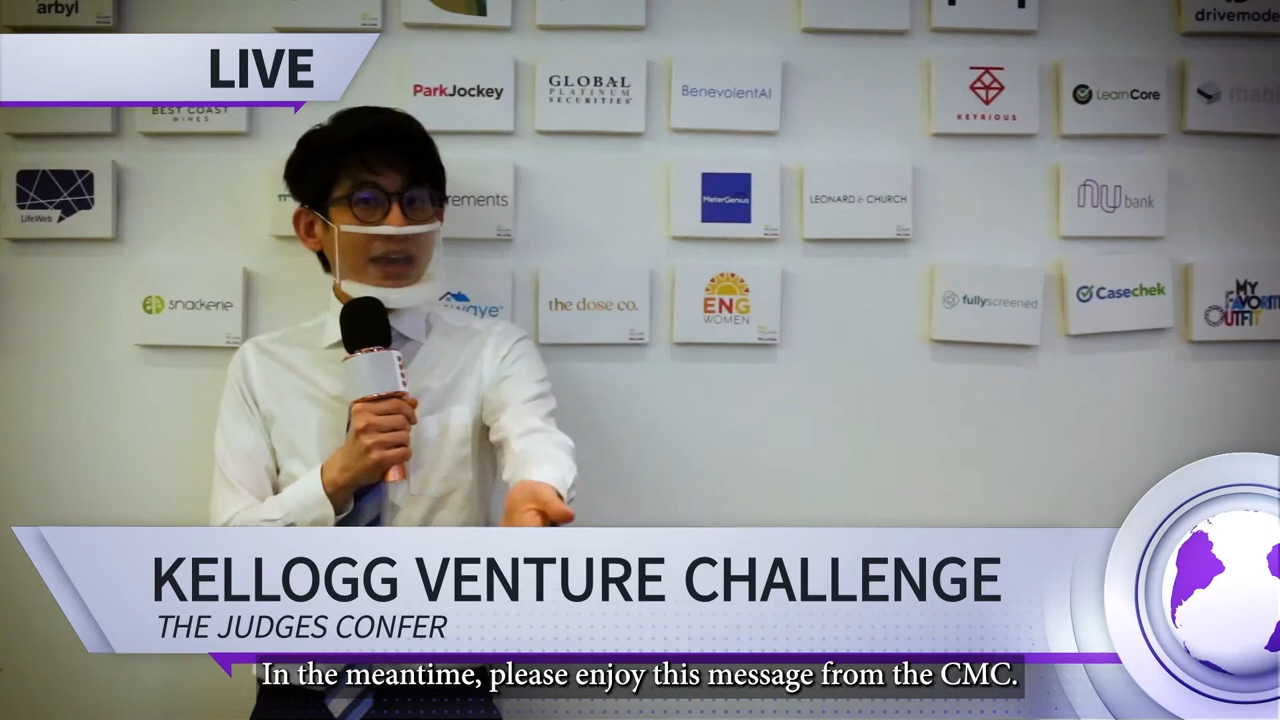 arbyl
drivemode
LIVE
ParkJockey
GLOBAL
PLATINUM
SECURITIES
BenevolentAI
KEYRIOUS
LearnCore
BEST COAST
WINES
LifeWeb
MeterGenius
LEONARD & CHURCH
nu bank
snackerie
the dose co.
ENG
WOMEN
fullyscreened
Casechek
MY
FAVORITE
OUTFIT
KELLOGG VENTURE CHALLENGE
THE JUDGES CONFER
In the meantime, please enjoy this message from the CMC.